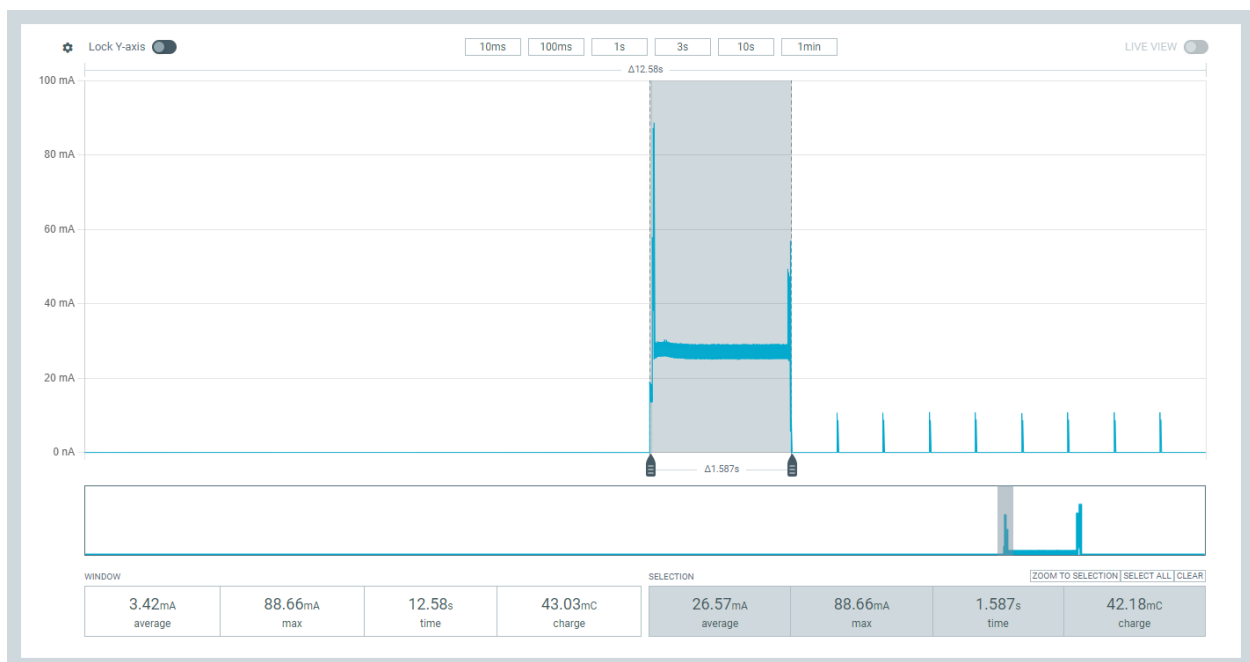 Lock Y-axis 10ms 100ms 1s 3s 10s 1min LIVE VIEW
Δ12.58s
100 mA
80 mA
60 mA
40 mA
20 mA
0 nA
Δ1.587s
WINDOW SELECTION ZOOM TO SELECTION SELECT ALL CLEAR
3.42mA 88.66mA 12.58s 43.03mC 26.57mA 88.66mA 1.587s 42.18mC
average max time charge average max time charge